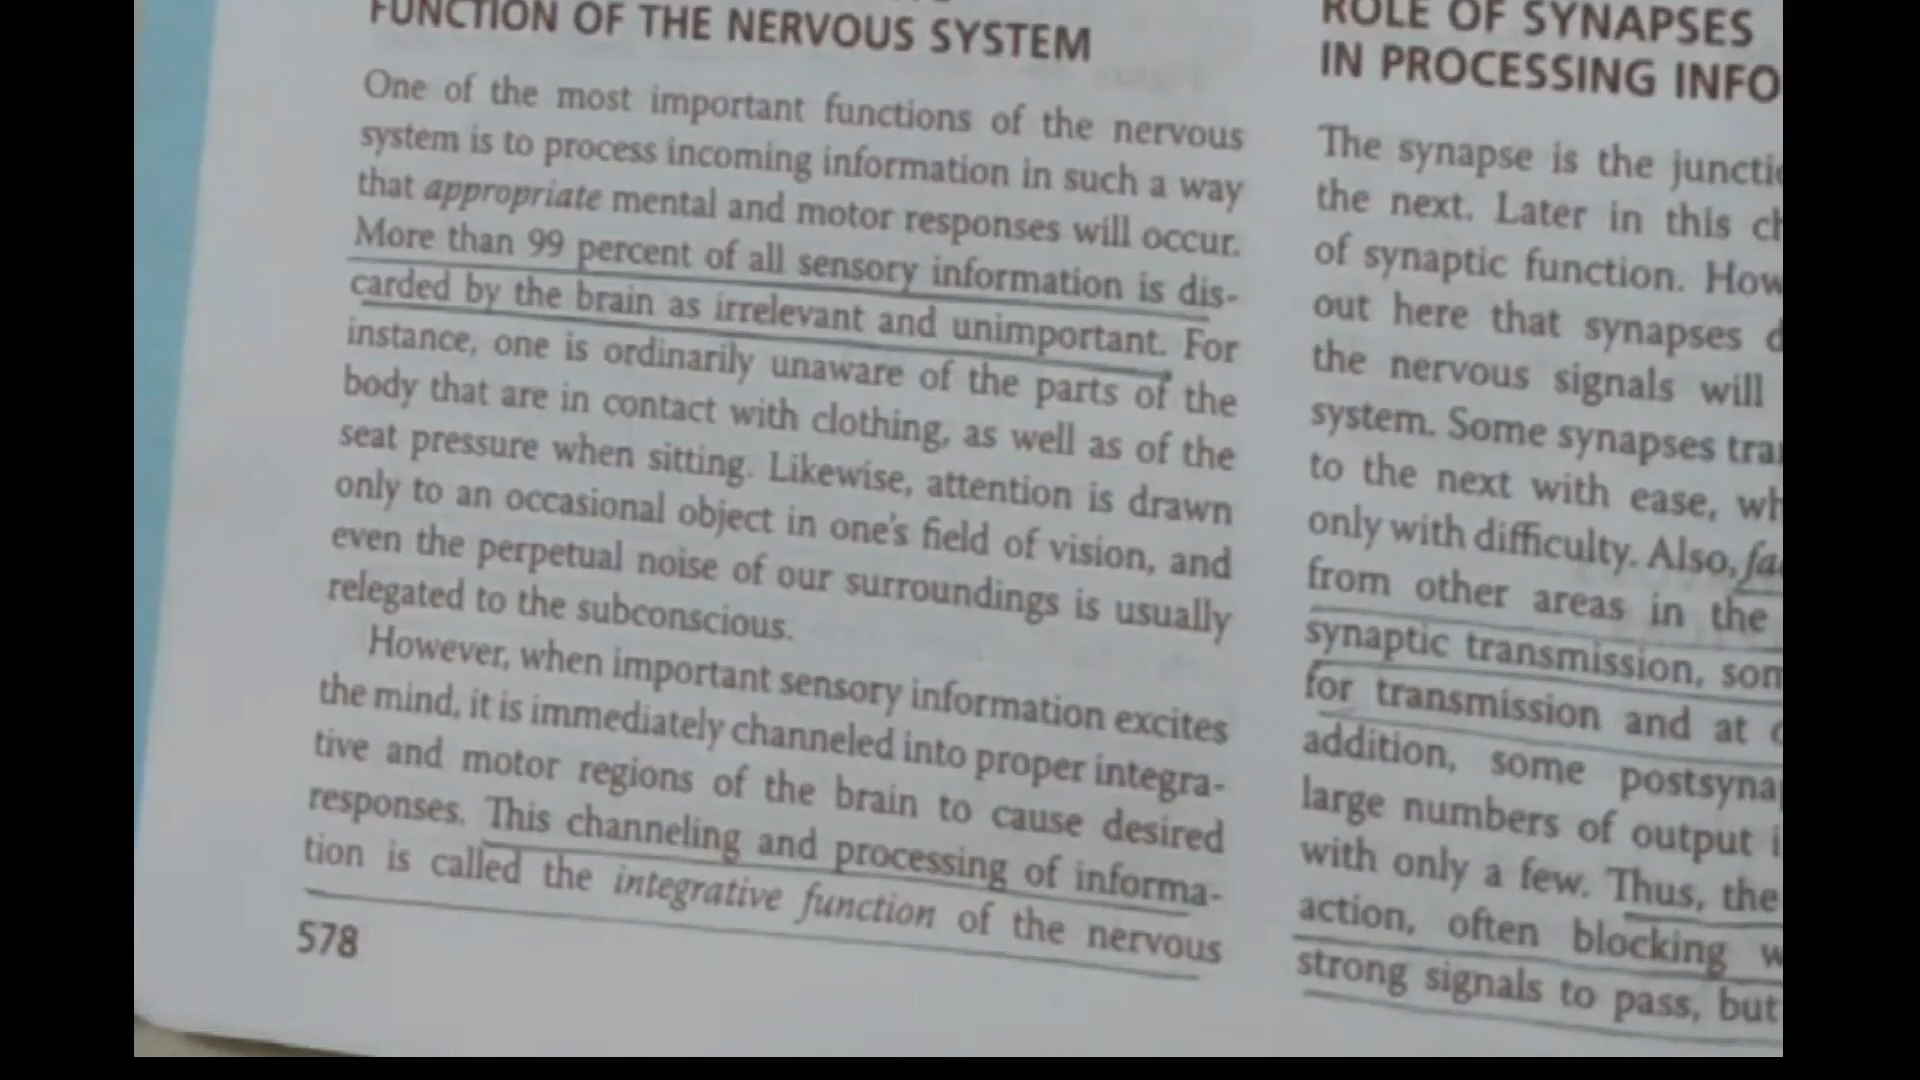 FUNCTION OF THE NERVOUS SYSTEM
One of the most important functions of the nervous
system is to process incoming information in such a way
that appropriate mental and motor responses will occur.
More than 99 percent of all sensory information is dis-
carded by the brain as irrelevant and unimportant. For
instance, one is ordinarily unaware of the parts of the
body that are in contact with clothing, as well as of the
seat pressure when sitting. Likewise, attention is drawn
only to an occasional object in one's field of vision, and
even the perpetual noise of our surroundings is usually
relegated to the subconscious.
However, when important sensory information excites
the mind, it is immediately channeled into proper integra-
tive and motor regions of the brain to cause desired
responses. This channeling and processing of informa-
tion is called the integrative function of the nervous
578
ROLE OF SYNAPSES
IN PROCESSING INFO
The synapse is the
the next. Later in this
of synaptic function.
out here that synapses
the nervous signals will
system. Some synapses
to the next with ease,
only with difficulty. Also,
from other areas in the
synaptic transmission,
for transmission and at
addition, some
large numbers of output
with only a few. Thus, the
action, often blocking
strong signals to pass, but